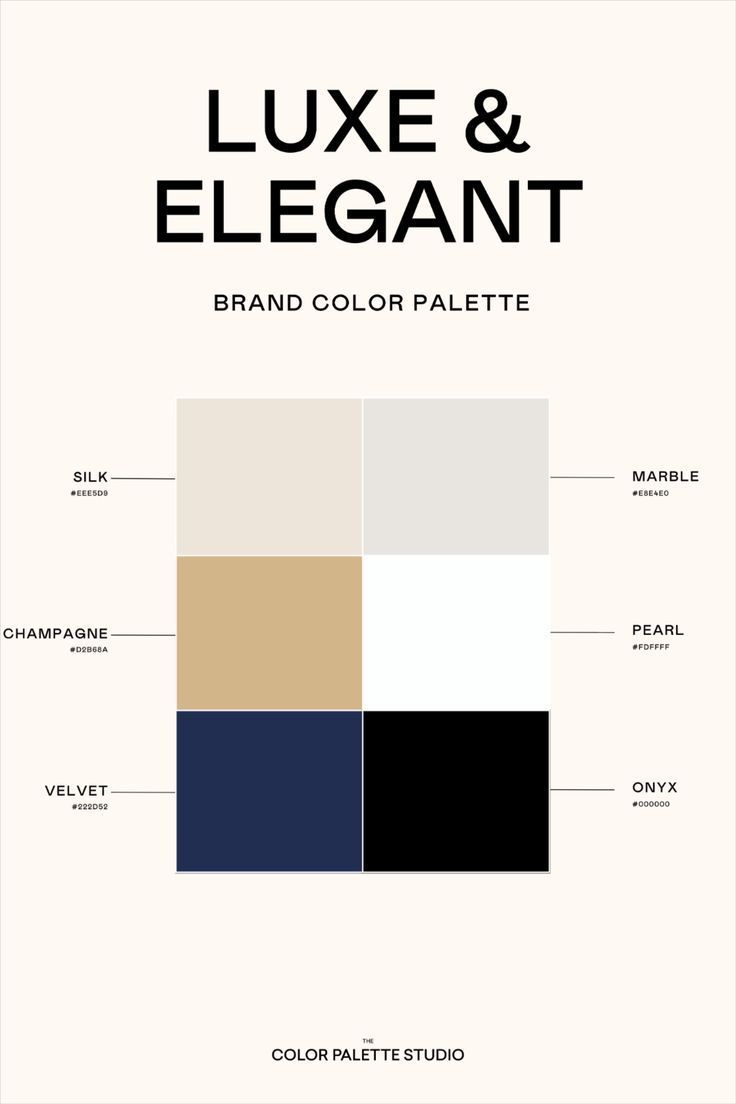 LUXE &
ELEGANT
BRAND COLOR PALETTE
SILK
#EEE5D9
MARBLE
#E8E4E0
CHAMPAGNE
#D2B68A
PEARL
#FDFFFF
VELVET
#222D52
ONYX
#000000
THE
COLOR PALETTE STUDIO